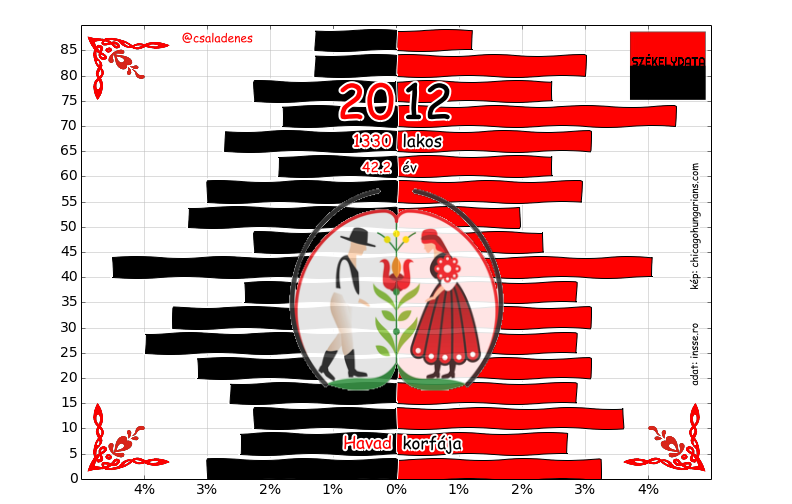 @csaladenes
SZÉKELYDATA
2012
1330 lakos
42,2 év
kép: chicagohungarians.com
adat: insse.ro
Havad korfája
85
80
75
70
65
60
55
50
45
40
35
30
25
20
15
10
5
0
4% 3% 2% 1% 0% 1% 2% 3% 4%